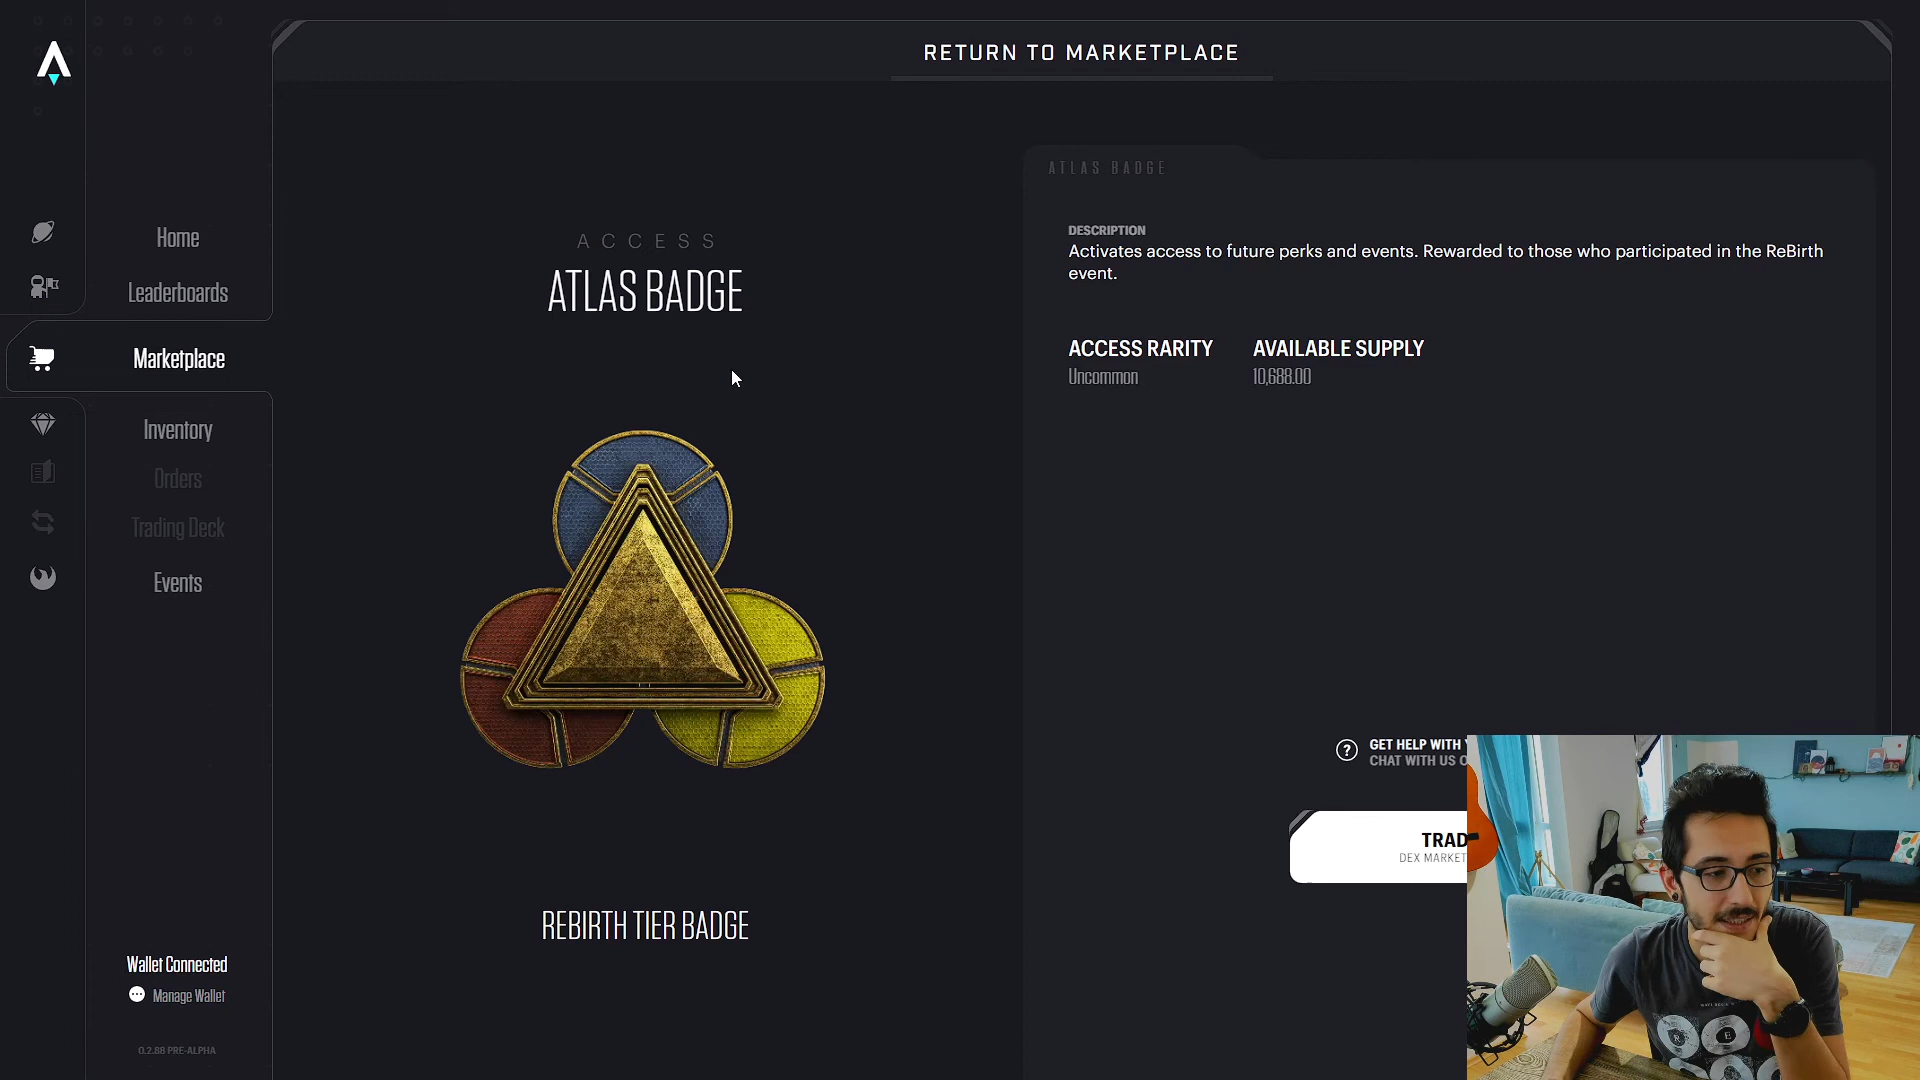 RETURN TO MARKETPLACE
Home
Leaderboards
Marketplace
Inventory
Orders
Trading Deck
Events
Wallet Connected
Manage Wallet
0.2.88 PRE-ALPHA
ACCESS
ATLAS BADGE
REBIRTH TIER BADGE
ATLAS BADGE
DESCRIPTION
Activates access to future perks and events. Rewarded to those who participated in the ReBirth
event.
ACCESS RARITY
Uncommon
AVAILABLE SUPPLY
10,688.00
GET HELP WITH
CHAT WITH US O
TRAD
DEX MARKET